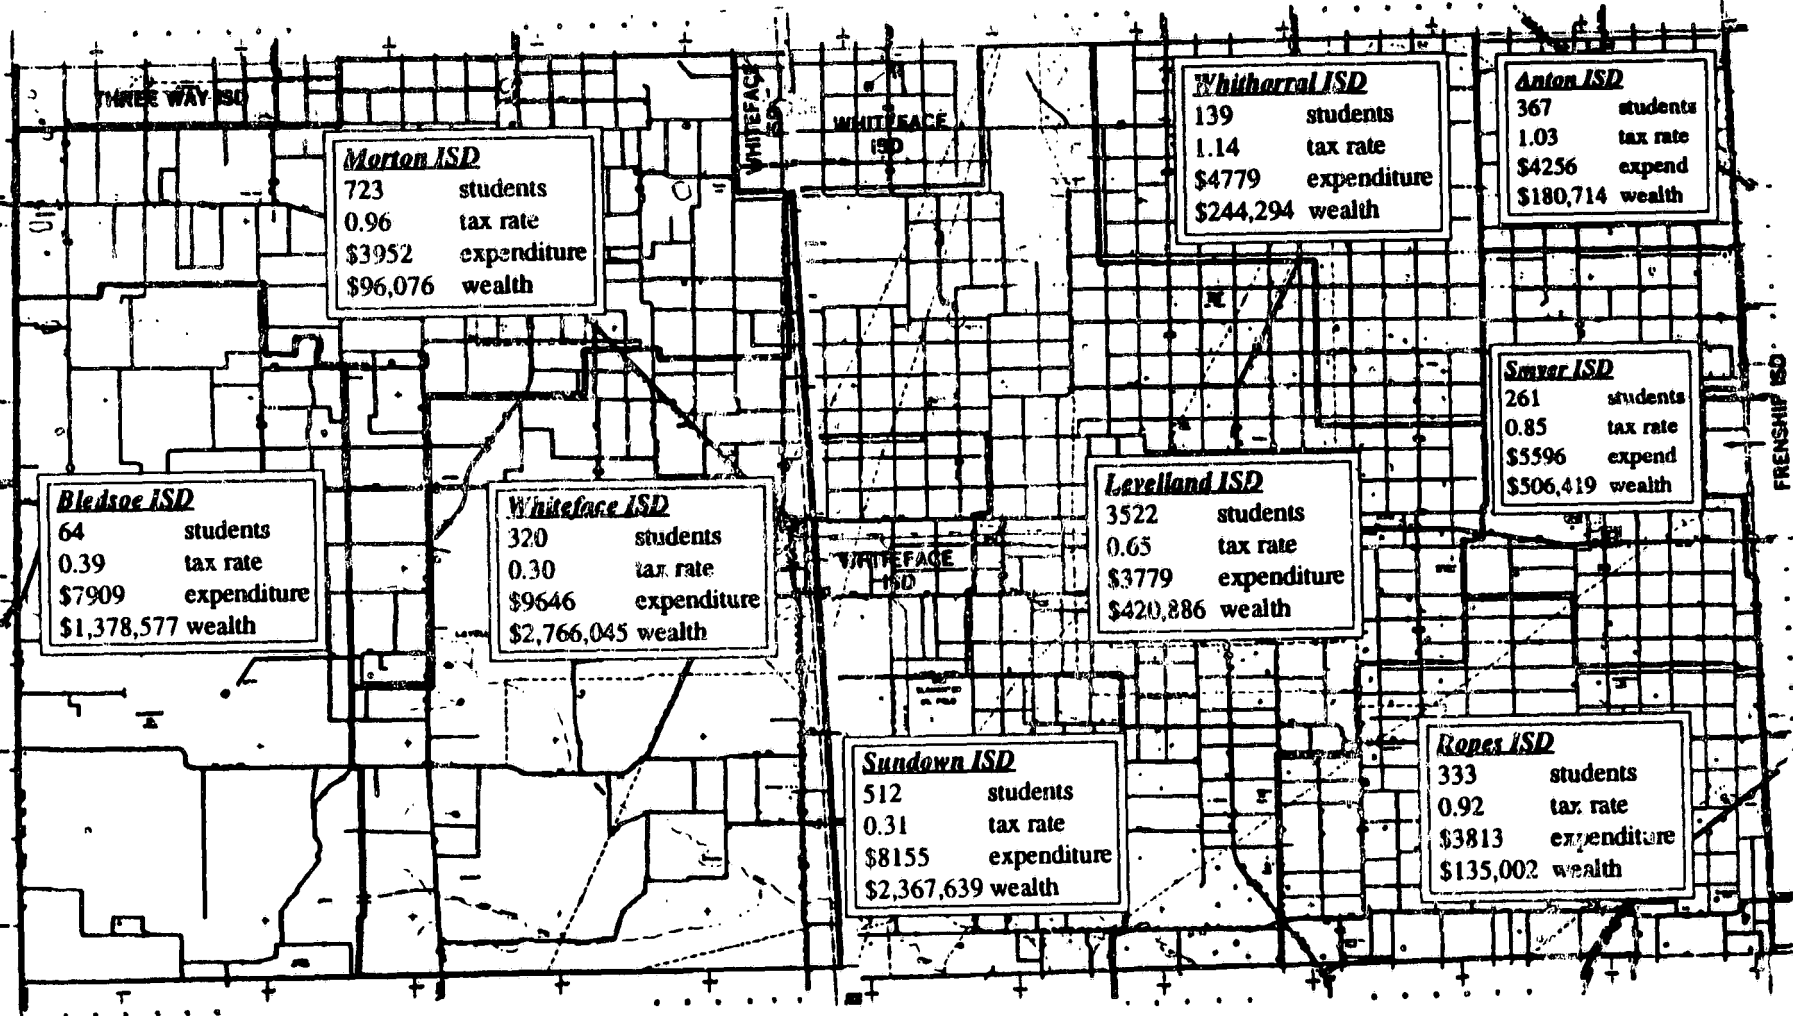 THREE WAY ISD
WHITEFACE
ISD
WHITEFACE
ISD
Whitharral ISD
139 students
1.14 tax rate
$4779 expenditure
$244,294 wealth
Anton ISD
367 students
1.03 tax rate
$4256 expend
$180,714 wealth
Morton ISD
723 students
0.96 tax rate
$3952 expenditure
$96,076 wealth
Smyer ISD
261 students
0.85 tax rate
$5596 expend
$506,419 wealth
FRENSHIP ISD
Bledsoe ISD
64 students
0.39 tax rate
$7909 expenditure
$1,378,577 wealth
Whiteface ISD
320 students
0.30 tax rate
$9646 expenditure
$2,766,045 wealth
WHITEFACE
ISD
Levelland ISD
3522 students
0.65 tax rate
$3779 expenditure
$420,886 wealth
Sundown ISD
512 students
0.31 tax rate
$8155 expenditure
$2,367,639 wealth
Ropes ISD
333 students
0.92 tax rate
$3813 expenditure
$135,002 wealth